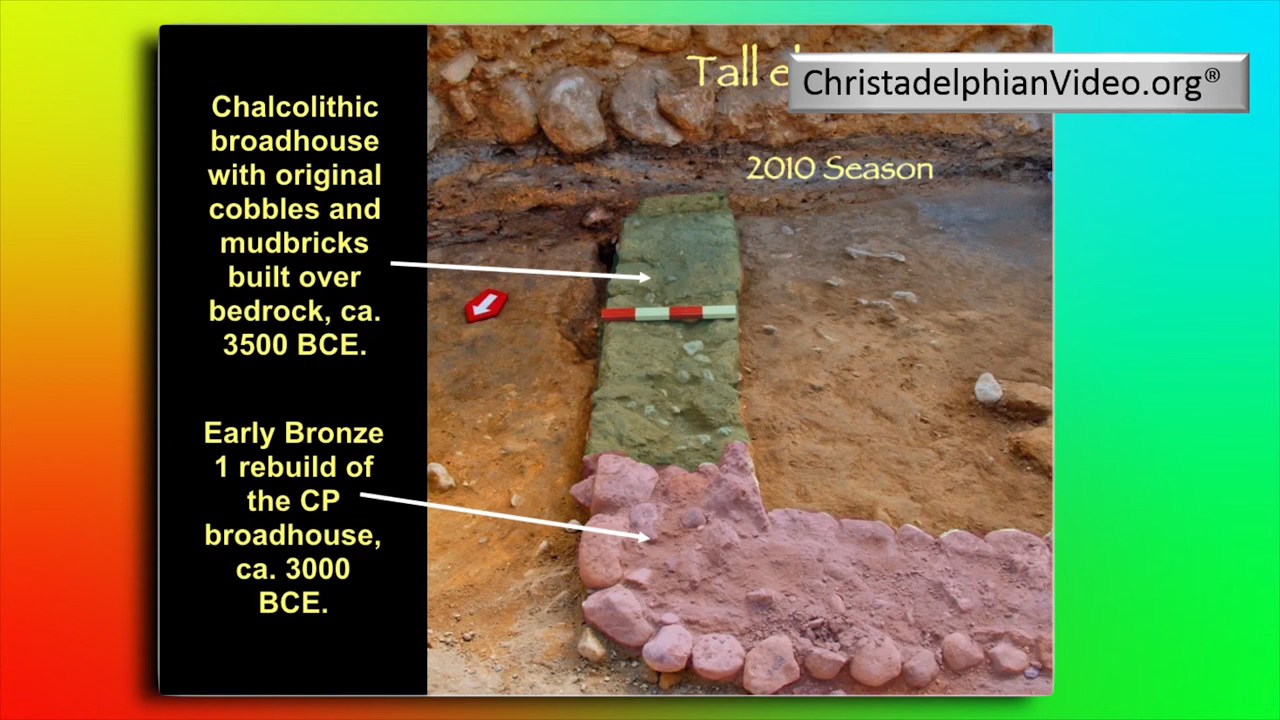 Tall e
ChristadelphianVideo.org®
2010 Season
Chalcolithic
broadhouse
with original
cobbles and
mudbricks
built over
bedrock, ca.
3500 BCE.
Early Bronze
1 rebuild of
the CP
broadhouse,
ca. 3000
BCE.